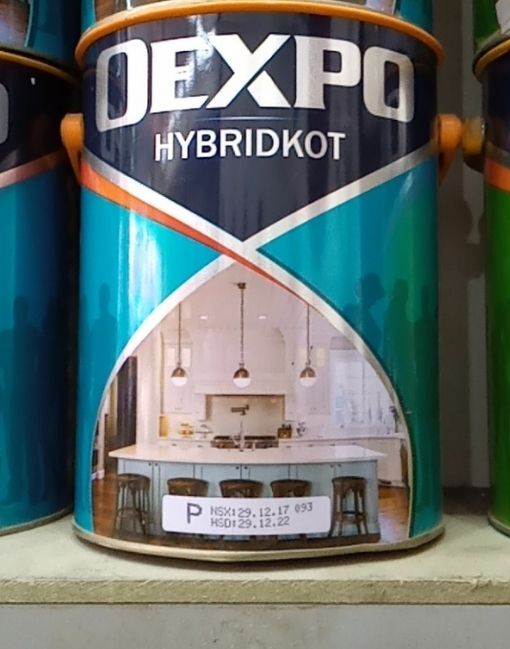 OEXPO
HYBRIDKOT
P NSX:29.12.17 093
HSD:29.12.22